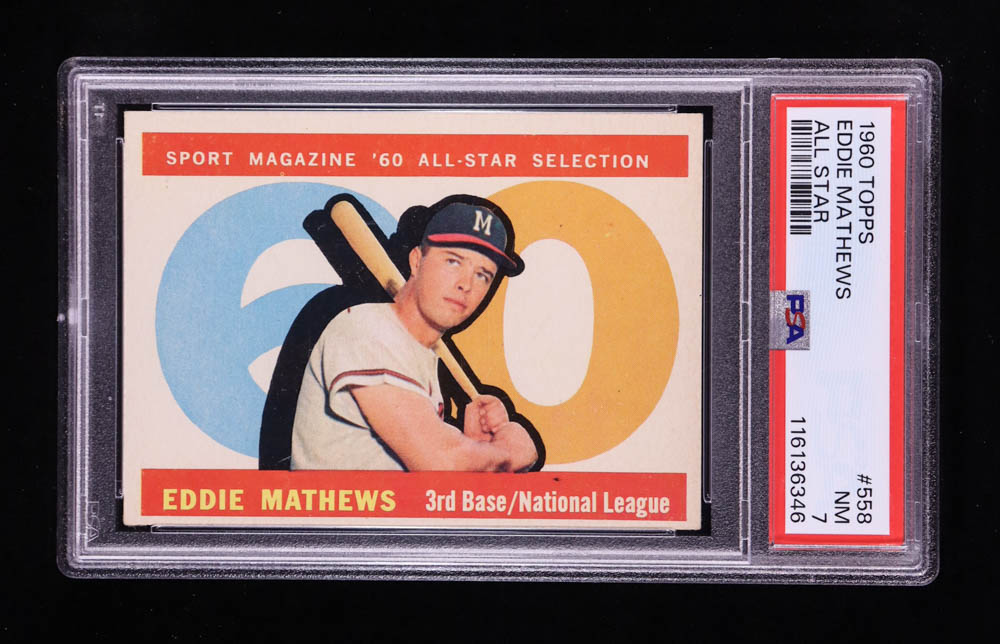 SPORT MAGAZINE '60 ALL-STAR SELECTION
60
M
EDDIE MATHEWS 3rd Base/National League
1960 TOPPS #558
EDDIE MATHEWS NM
ALL STAR 7
PSA
116136346